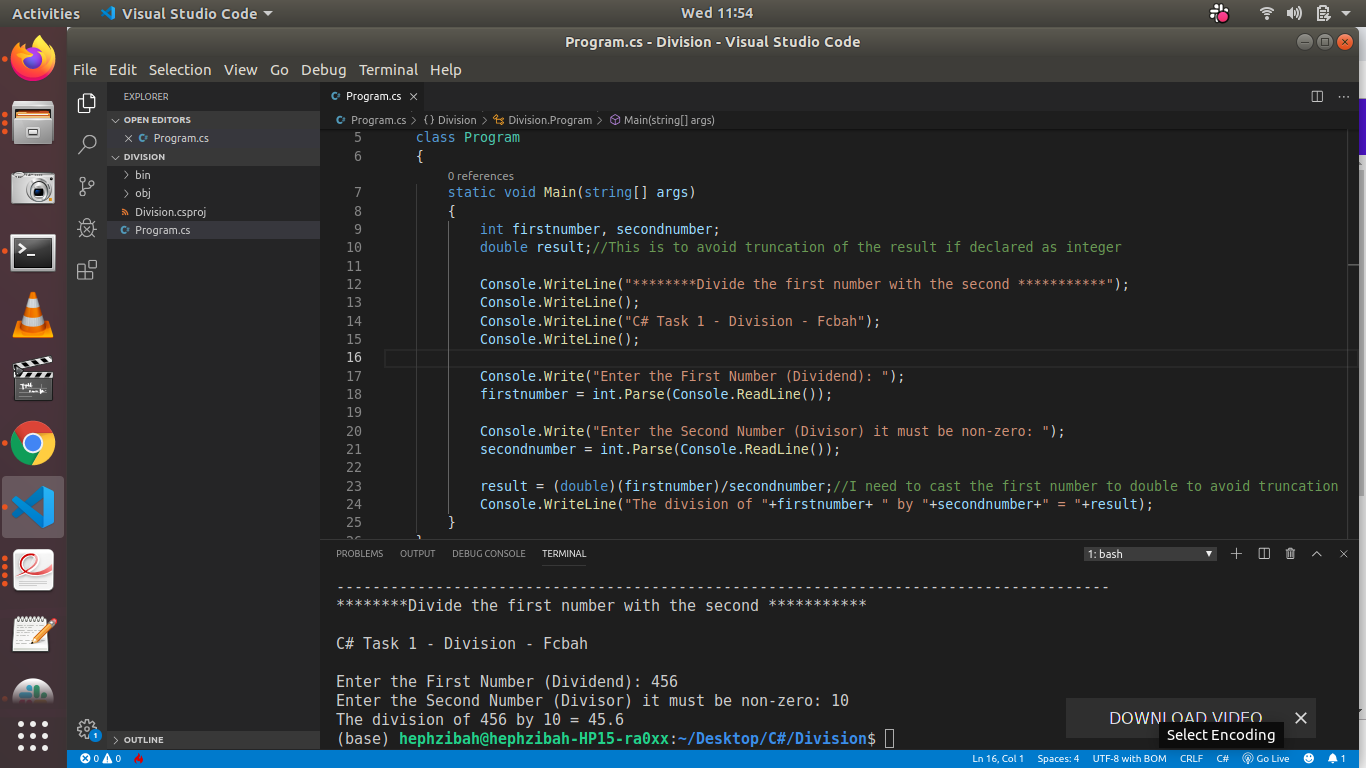 Activities Visual Studio Code Wed 11:54
Program.cs - Division - Visual Studio Code
File Edit Selection View Go Debug Terminal Help
EXPLORER
OPEN EDITORS
Program.cs
DIVISION
bin
obj
Division.csproj
Program.cs
OUTLINE
1
Program.cs
Program.cs > {} Division > Division.Program > Main(string[] args)
5 class Program
6 {
0 references
7 static void Main(string[] args)
8 {
9 int firstnumber, secondnumber;
10 double result;//This is to avoid truncation of the result if declared as integer
11
12 Console.WriteLine("********Divide the first number with the second ***********");
13 Console.WriteLine();
14 Console.WriteLine("C# Task 1 - Division - Fcbah");
15 Console.WriteLine();
16
17 Console.Write("Enter the First Number (Dividend): ");
18 firstnumber = int.Parse(Console.ReadLine());
19
20 Console.Write("Enter the Second Number (Divisor) it must be non-zero: ");
21 secondnumber = int.Parse(Console.ReadLine());
22
23 result = (double)(firstnumber)/secondnumber;//I need to cast the first number to double to avoid truncation
24 Console.WriteLine("The division of "+firstnumber+ " by "+secondnumber+" = "+result);
25 }
PROBLEMS OUTPUT DEBUG CONSOLE TERMINAL 1: bash
--------------------------------------------------------------------------------------
********Divide the first number with the second ***********
C# Task 1 - Division - Fcbah
Enter the First Number (Dividend): 456
Enter the Second Number (Divisor) it must be non-zero: 10
The division of 456 by 10 = 45.6
(base) hephzibah@hephzibah-HP15-ra0xx:~/Desktop/C#/Division$
DOWNLOAD VIDEO
Select Encoding
0 0 Ln 16, Col 1 Spaces: 4 UTF-8 with BOM CRLF C# Go Live 1